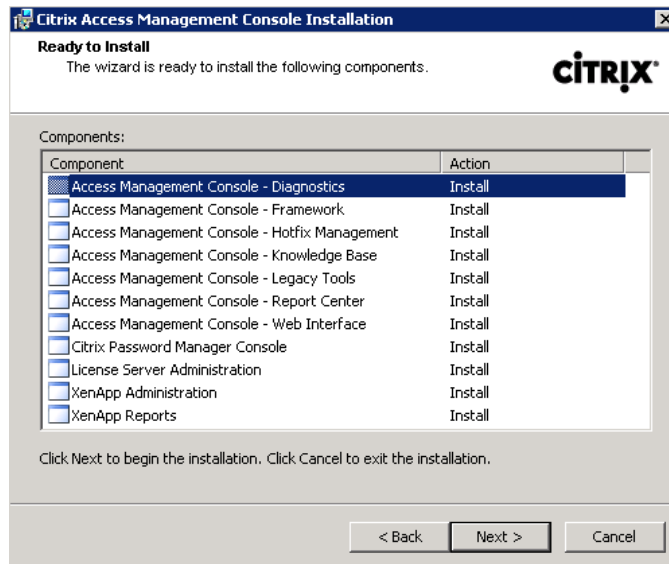 Citrix Access Management Console Installation
Ready to Install
The wizard is ready to install the following components.
CITRIX
Components:
Component Action
Access Management Console - Diagnostics Install
Access Management Console - Framework Install
Access Management Console - Hotfix Management Install
Access Management Console - Knowledge Base Install
Access Management Console - Legacy Tools Install
Access Management Console - Report Center Install
Access Management Console - Web Interface Install
Citrix Password Manager Console Install
License Server Administration Install
XenApp Administration Install
XenApp Reports Install
Click Next to begin the installation. Click Cancel to exit the installation.
< Back Next > Cancel